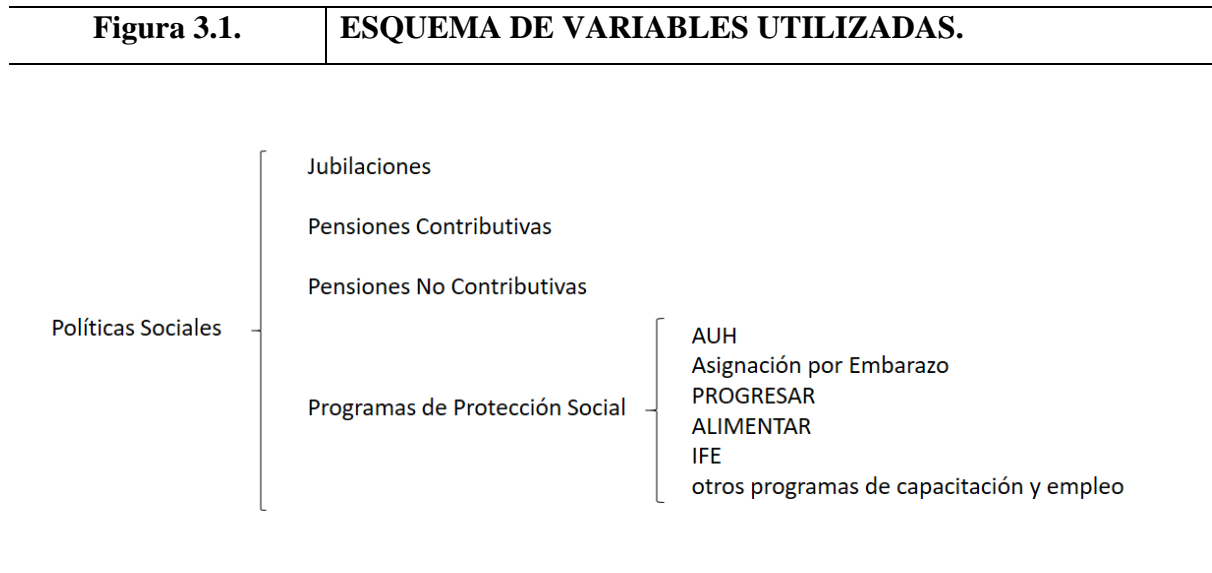 Figura 3.1. ESQUEMA DE VARIABLES UTILIZADAS.
Jubilaciones
Pensiones Contributivas
Pensiones No Contributivas
Políticas Sociales
Programas de Protección Social
AUH
Asignación por Embarazo
PROGRESAR
ALIMENTAR
IFE
otros programas de capacitación y empleo